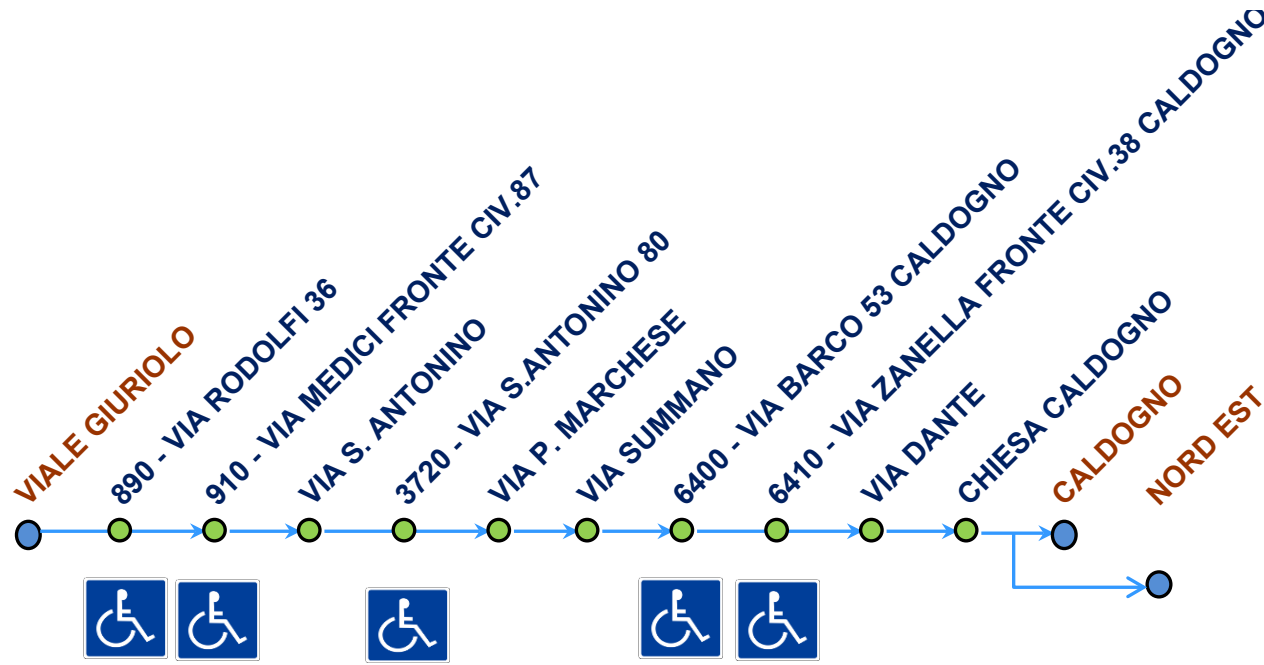 VIALE GIURIOLO
890 - VIA RODOLFI 36
910 - VIA MEDICI FRONTE CIV.87
VIA S. ANTONINO
3720 - VIA S.ANTONINO 80
VIA P. MARCHESE
VIA SUMMANO
6400 - VIA BARCO 53 CALDOGNO
6410 - VIA ZANELLA FRONTE CIV.38 CALDOGNO
VIA DANTE
CHIESA CALDOGNO
CALDOGNO
NORD EST